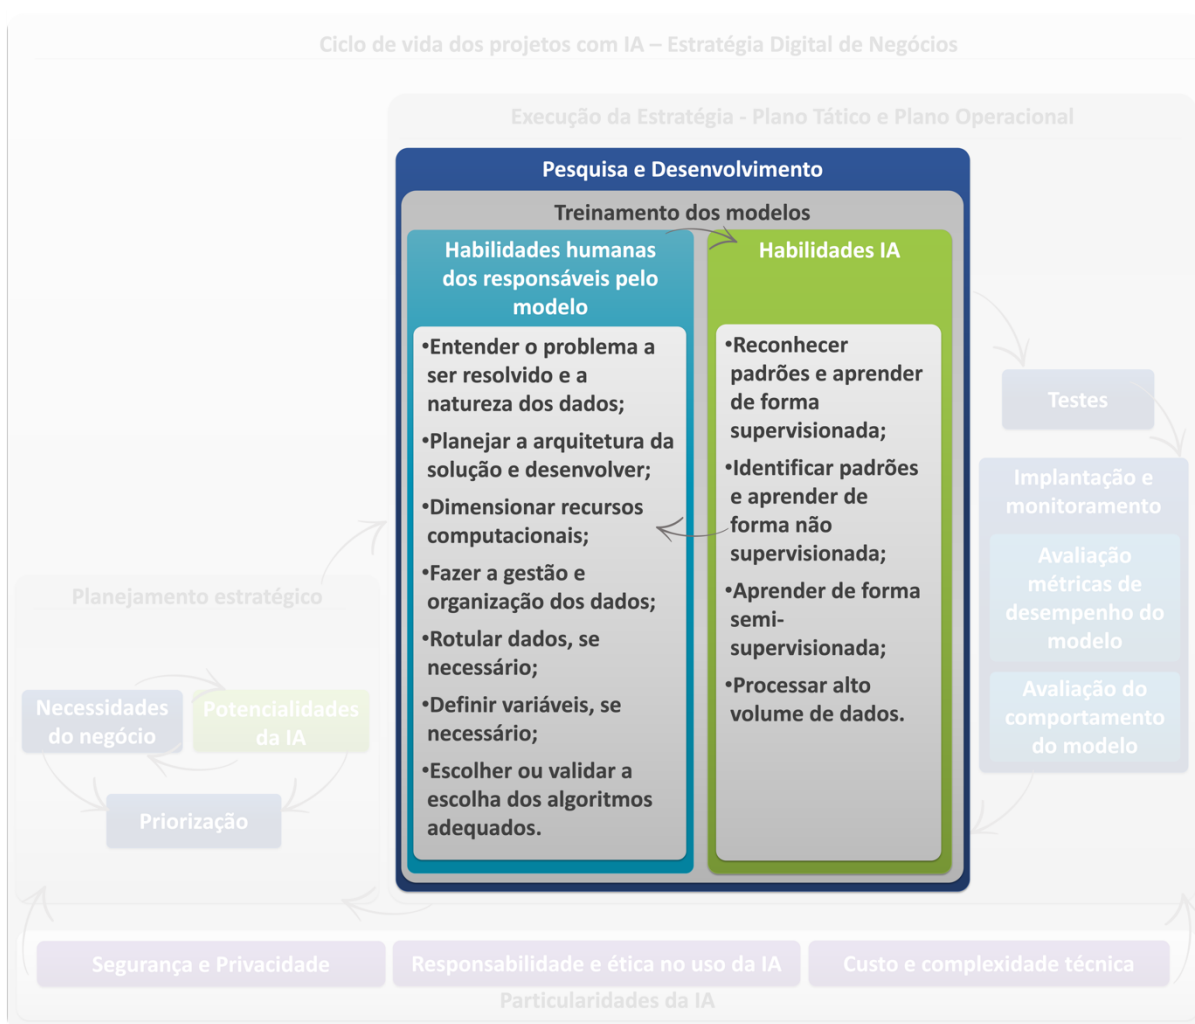 Ciclo de vida dos projetos com IA – Estratégia Digital de Negócios
Execução da Estratégia - Plano Tático e Plano Operacional
Pesquisa e Desenvolvimento
Treinamento dos modelos
Habilidades humanas
dos responsáveis pelo
modelo
•Entender o problema a
ser resolvido e a
natureza dos dados;
•Planejar a arquitetura da
solução e desenvolver;
•Dimensionar recursos
computacionais;
•Fazer a gestão e
organização dos dados;
•Rotular dados, se
necessário;
•Definir variáveis, se
necessário;
•Escolher ou validar a
escolha dos algoritmos
adequados.
Habilidades IA
•Reconhecer
padrões e aprender
de forma
supervisionada;
•Identificar padrões
e aprender de
forma não
supervisionada;
•Aprender de forma
semi-
supervisionada;
•Processar alto
volume de dados.
Testes
Implantação e
monitoramento
Avaliação
métricas de
desempenho do
modelo
Avaliação do
comportamento
do modelo
Planejamento estratégico
Necessidades
do negócio
Potencialidades
da IA
Priorização
Segurança e Privacidade
Responsabilidade e ética no uso da IA
Custo e complexidade técnica
Particularidades da IA